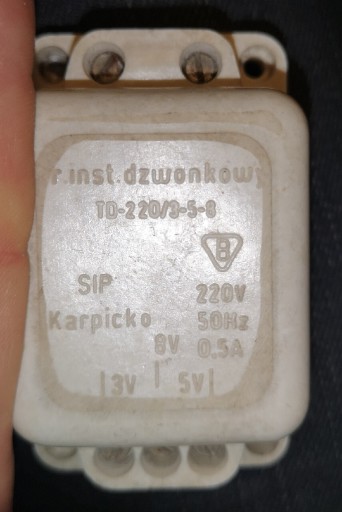 r.inst.dzwonkowy
TD-220/3-5-8
B
SIP 220V
Karpicko 50Hz
8V 0.5A
3V 5V